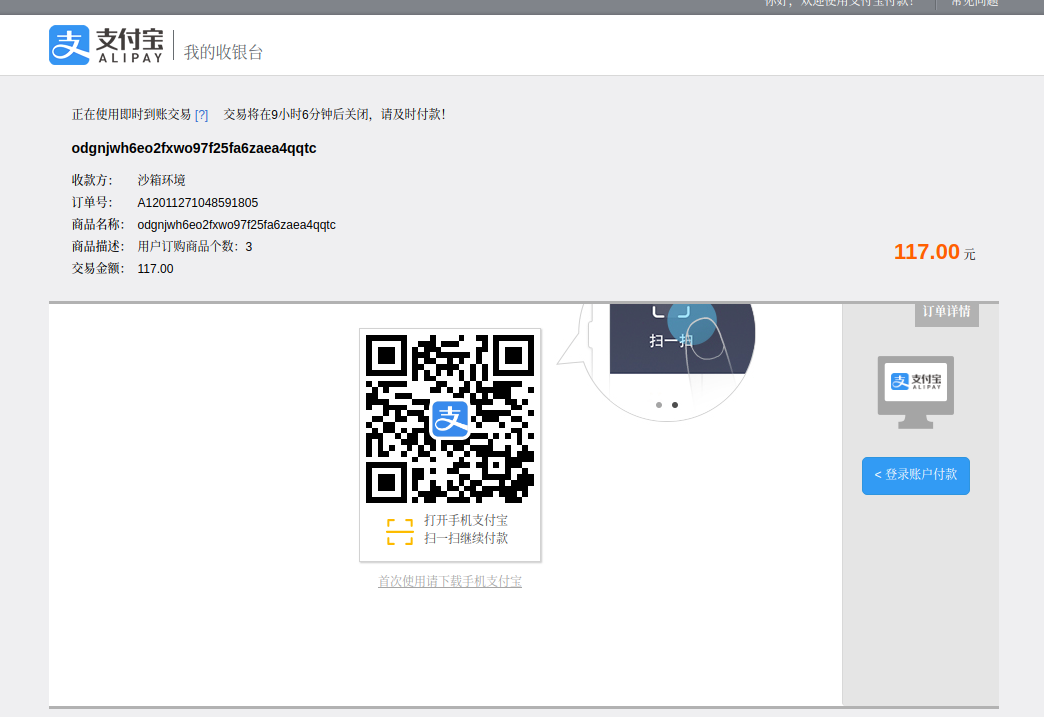 你好，欢迎使用支付宝付款！ 常见问题
支付宝
ALIPAY
我的收银台
正在使用即时到账交易 [?] 交易将在9小时6分钟后关闭，请及时付款！
odgnjwh6eo2fxwo97f25fa6zaea4qqtc
收款方： 沙箱环境
订单号： A12011271048591805
商品名称： odgnjwh6eo2fxwo97f25fa6zaea4qqtc
商品描述： 用户订购商品个数：3
交易金额： 117.00
117.00 元
订单详情
扫一扫
支付宝
ALIPAY
< 登录账户付款
打开手机支付宝
扫一扫继续付款
首次使用请下载手机支付宝